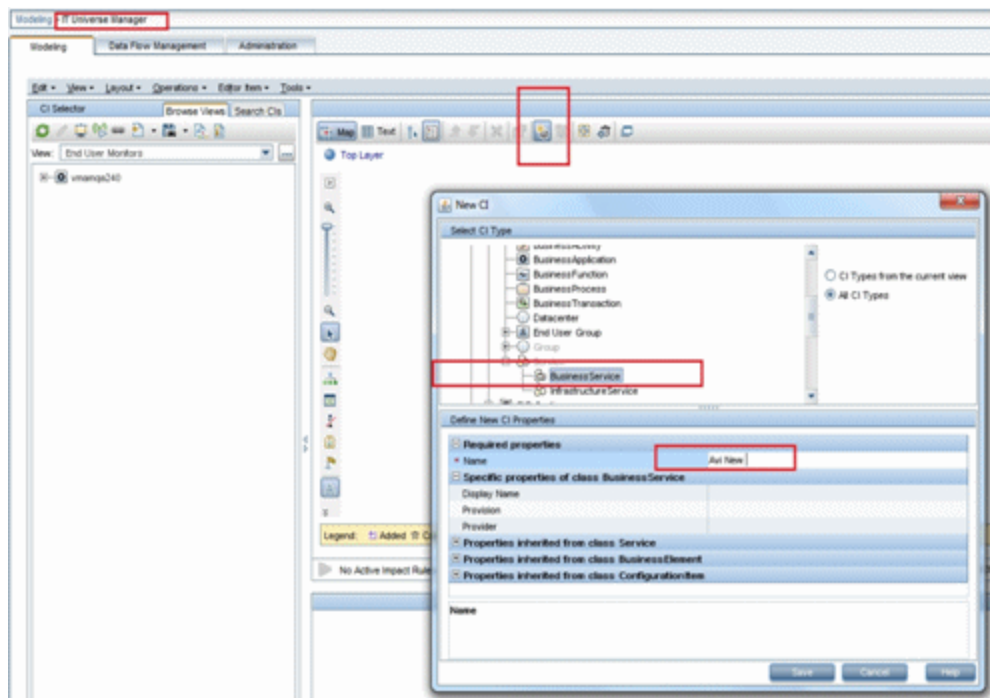 Modeling - IT Universe Manager
Modeling Data Flow Management Administration
Edit View Layout Operations Editor Item Tools
CI Selector Browse Views Search CIs
Map Text
View: End User Monitors
Top Layer
vmamqa240
New CI
Select CI Type
BusinessActivity
BusinessApplication
BusinessFunction
BusinessProcess
BusinessTransaction
Datacenter
End User Group
Group
Service
BusinessService
InfrastructureService
CI Types from the current view
All CI Types
Define New CI Properties
Required properties
* Name Avi New
Specific properties of class BusinessService
Display Name
Provision
Provider
Properties inherited from class Service
Properties inherited from class BusinessElement
Properties inherited from class ConfigurationItem
Legend: Added
No Active Impact Rule
Name
Save Cancel Help